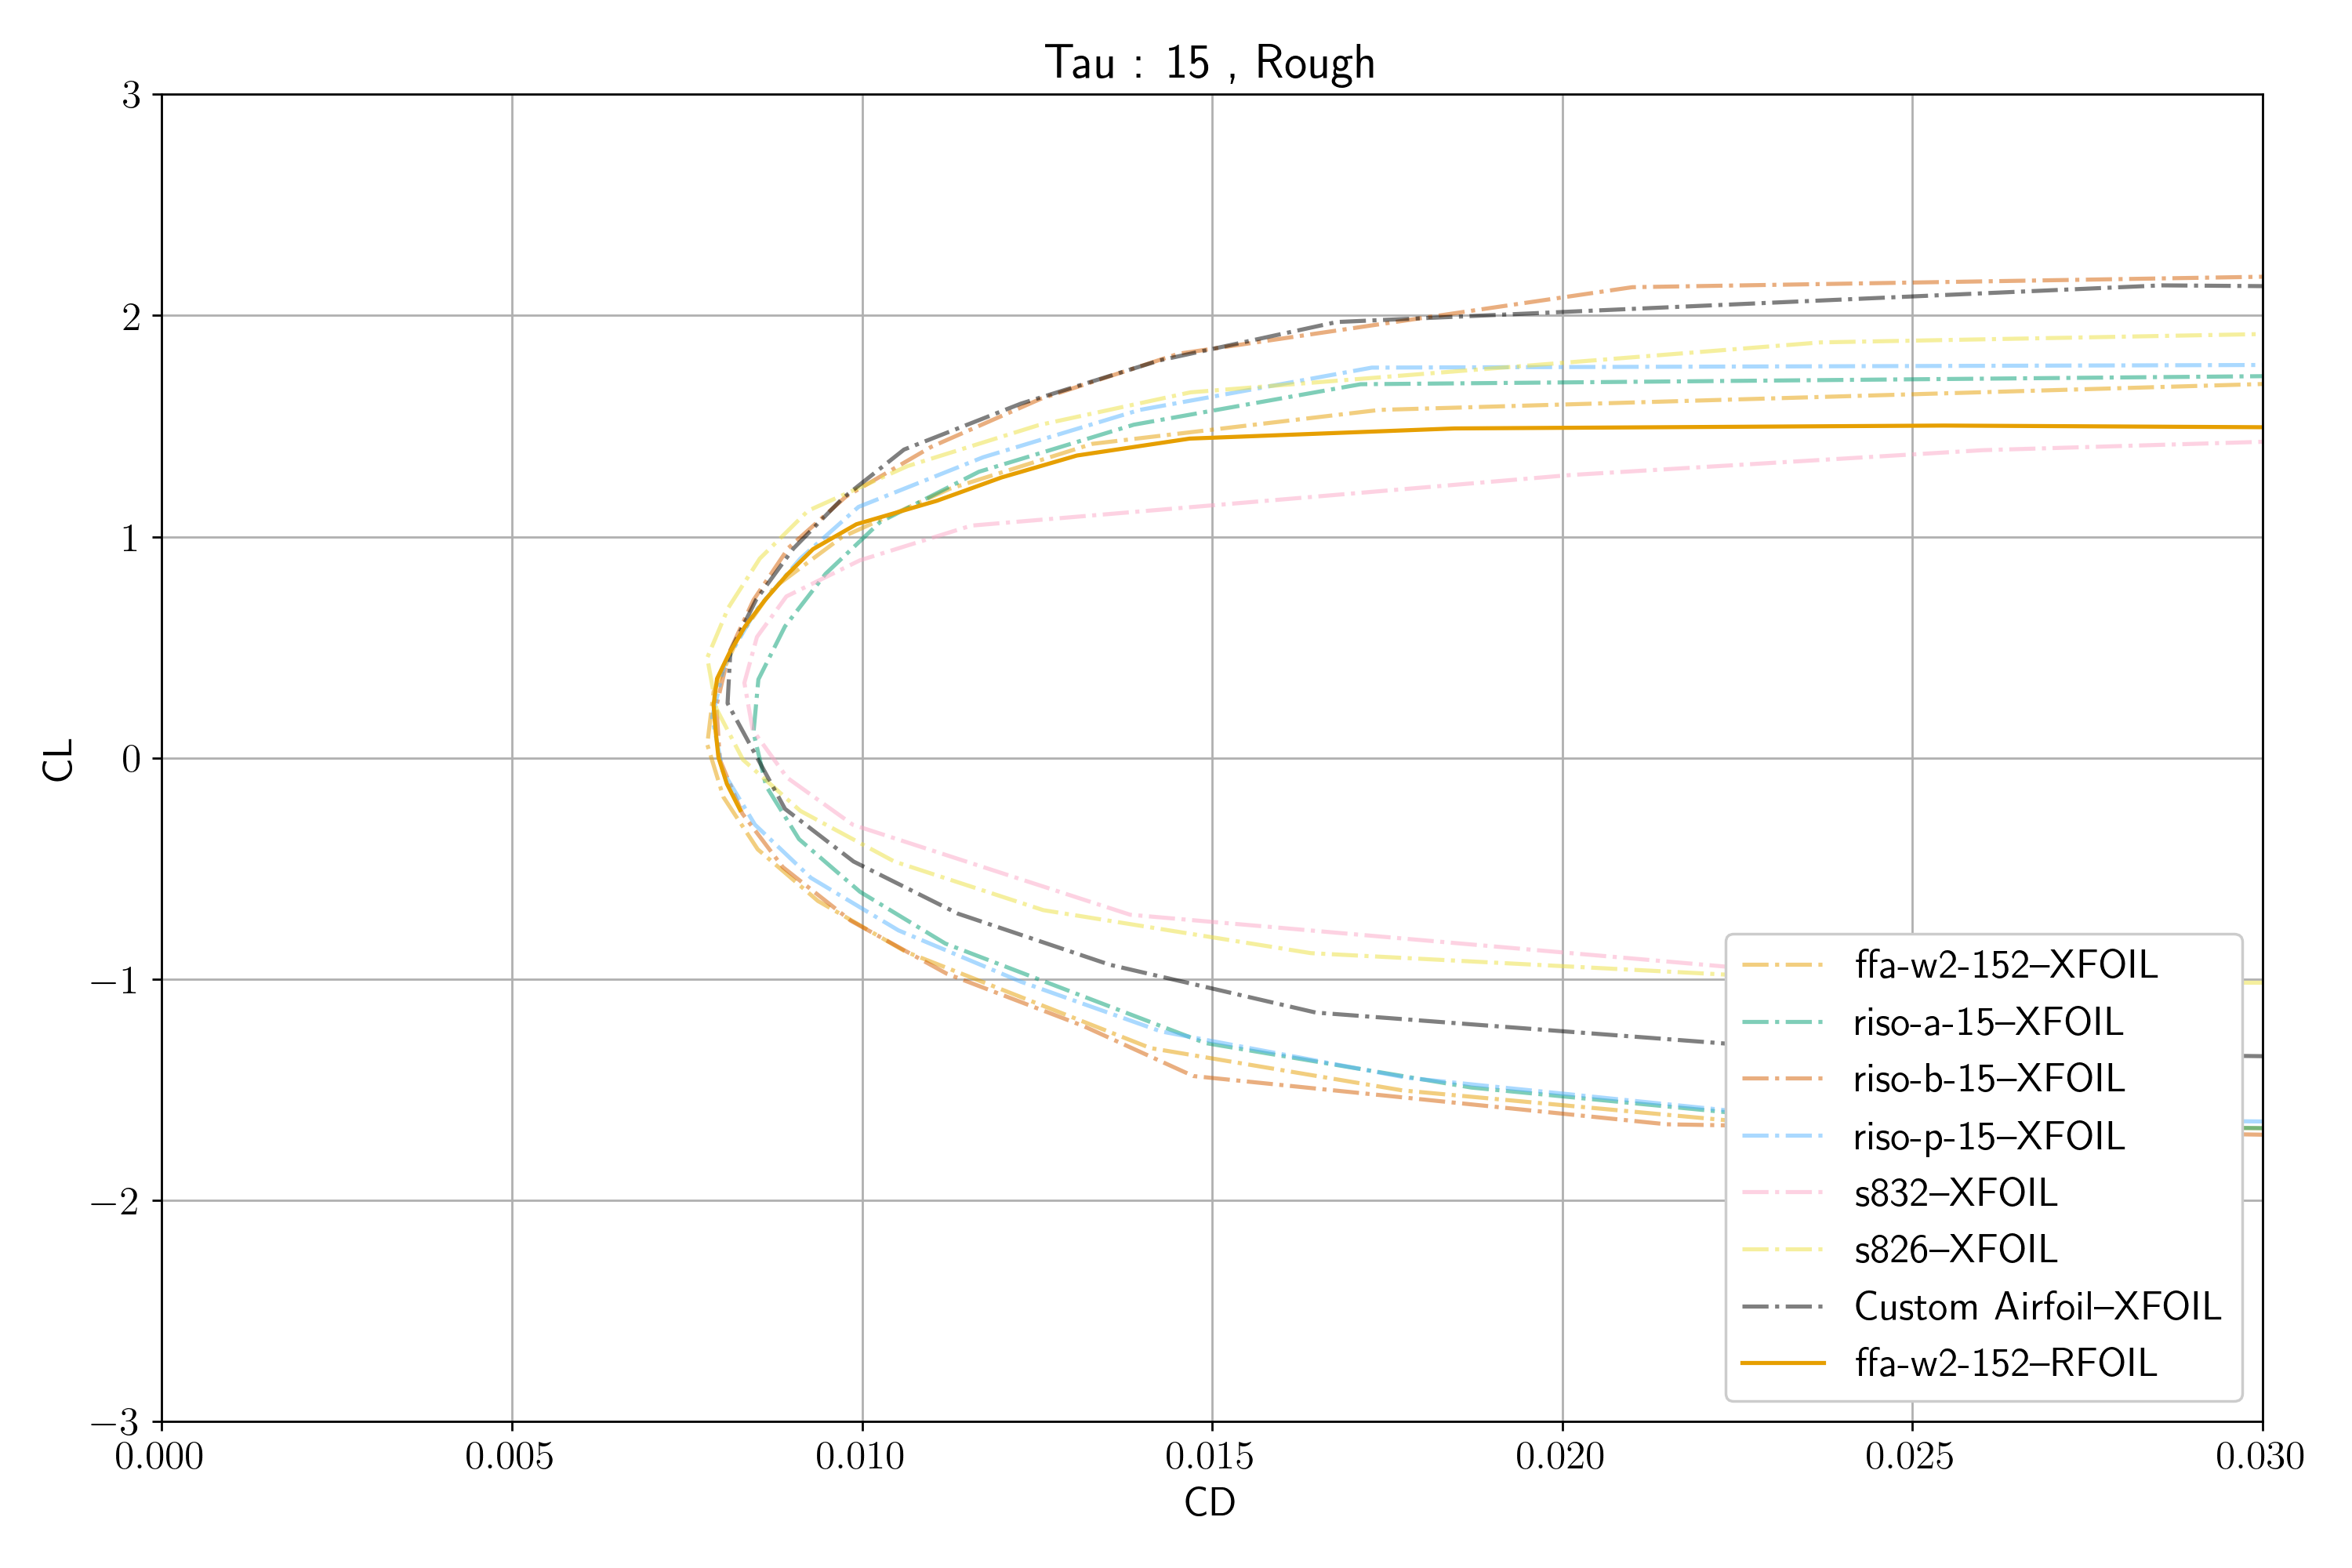 Tau : 15 , Rough
3
2
1
0
−1
−2
−3
CL
0.000 0.005 0.010 0.015 0.020 0.025 0.030
CD
ffa-w2-152–XFOIL
riso-a-15–XFOIL
riso-b-15–XFOIL
riso-p-15–XFOIL
s832–XFOIL
s826–XFOIL
Custom Airfoil–XFOIL
ffa-w2-152–RFOIL